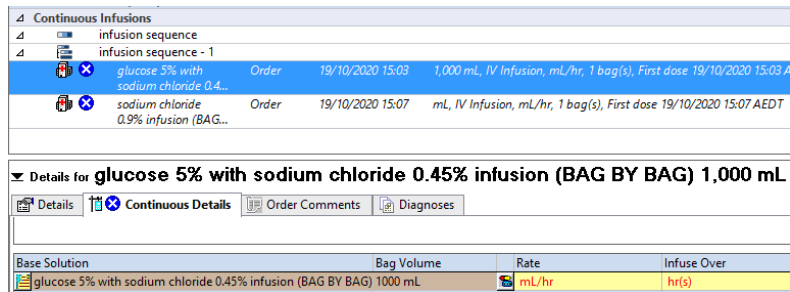 Continuous Infusions
infusion sequence
infusion sequence - 1
glucose 5% with Order 19/10/2020 15:03 1,000 mL, IV Infusion, mL/hr, 1 bag(s), First dose 19/10/2020 15:03 A
sodium chloride 0.4...
sodium chloride Order 19/10/2020 15:07 mL, IV Infusion, mL/hr, 1 bag(s), First dose 19/10/2020 15:07 AEDT
0.9% infusion (BAG...
Details for glucose 5% with sodium chloride 0.45% infusion (BAG BY BAG) 1,000 mL
Details Continuous Details Order Comments Diagnoses
Base Solution Bag Volume Rate Infuse Over
glucose 5% with sodium chloride 0.45% infusion (BAG BY BAG) 1000 mL mL/hr hr(s)